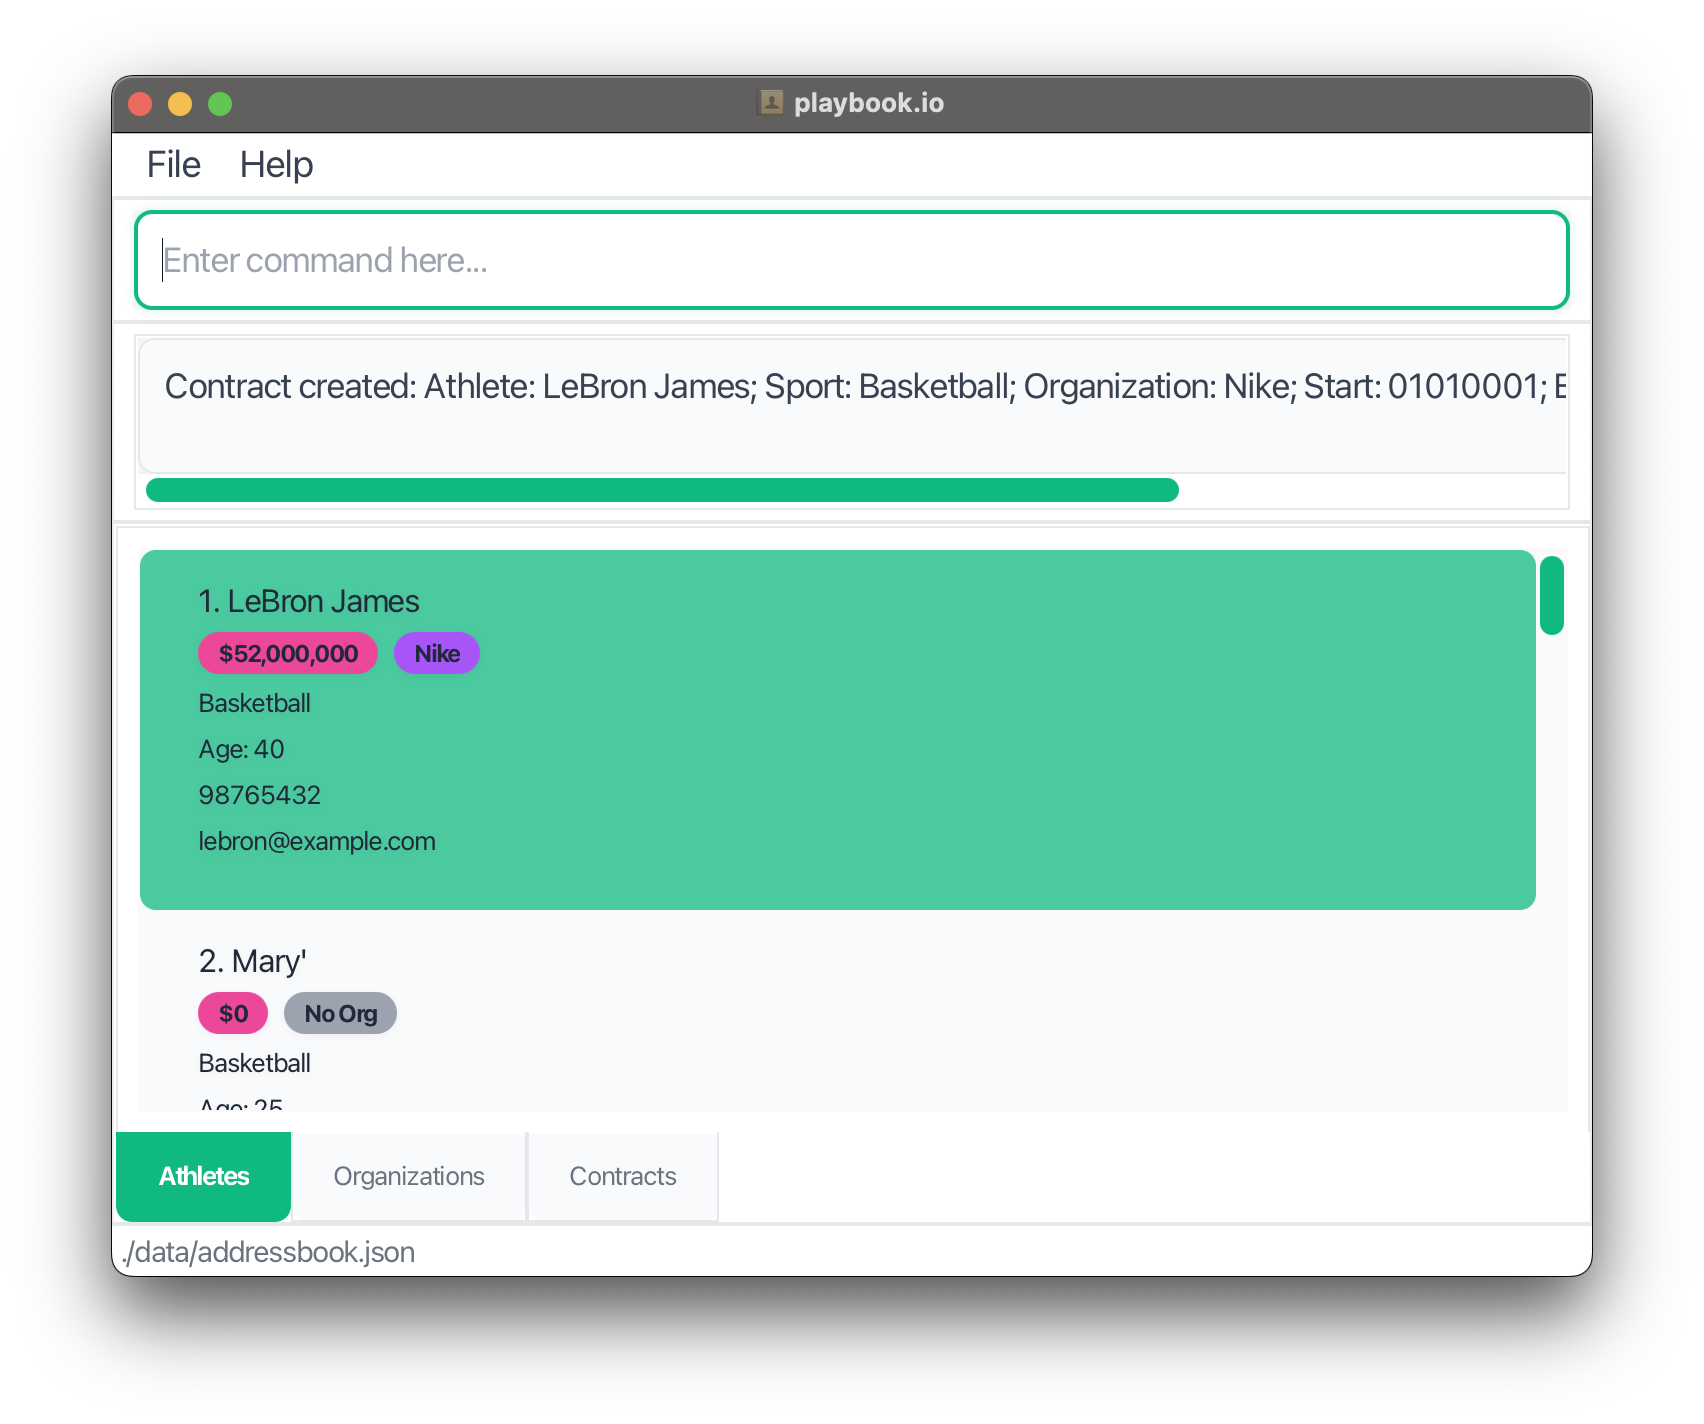 playbook.io
File Help
Enter command here...
Contract created: Athlete: LeBron James; Sport: Basketball; Organization: Nike; Start: 01010001;
1. LeBron James
$52,000,000 Nike
Basketball
Age: 40
98765432
lebron@example.com
2. Mary'
$0 No Org
Basketball
Age: 25
Athletes Organizations Contracts
./data/addressbook.json